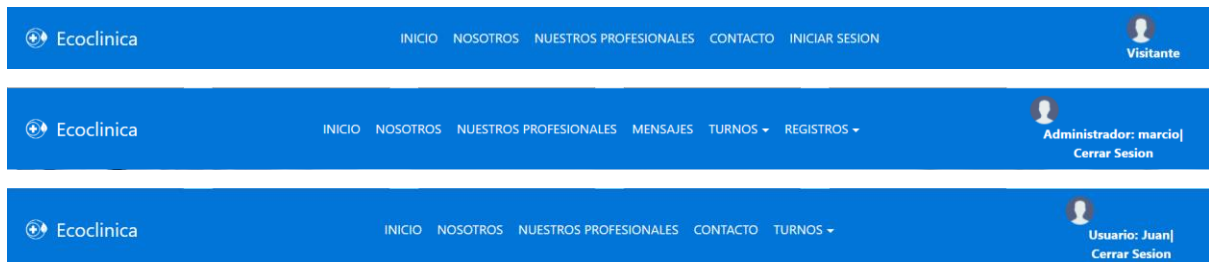 Ecoclinica INICIO NOSOTROS NUESTROS PROFESIONALES CONTACTO INICIAR SESION
Visitante
Ecoclinica INICIO NOSOTROS NUESTROS PROFESIONALES MENSAJES TURNOS REGISTROS
Administrador: marcio|
Cerrar Sesion
Ecoclinica INICIO NOSOTROS NUESTROS PROFESIONALES CONTACTO TURNOS
Usuario: Juan|
Cerrar Sesion